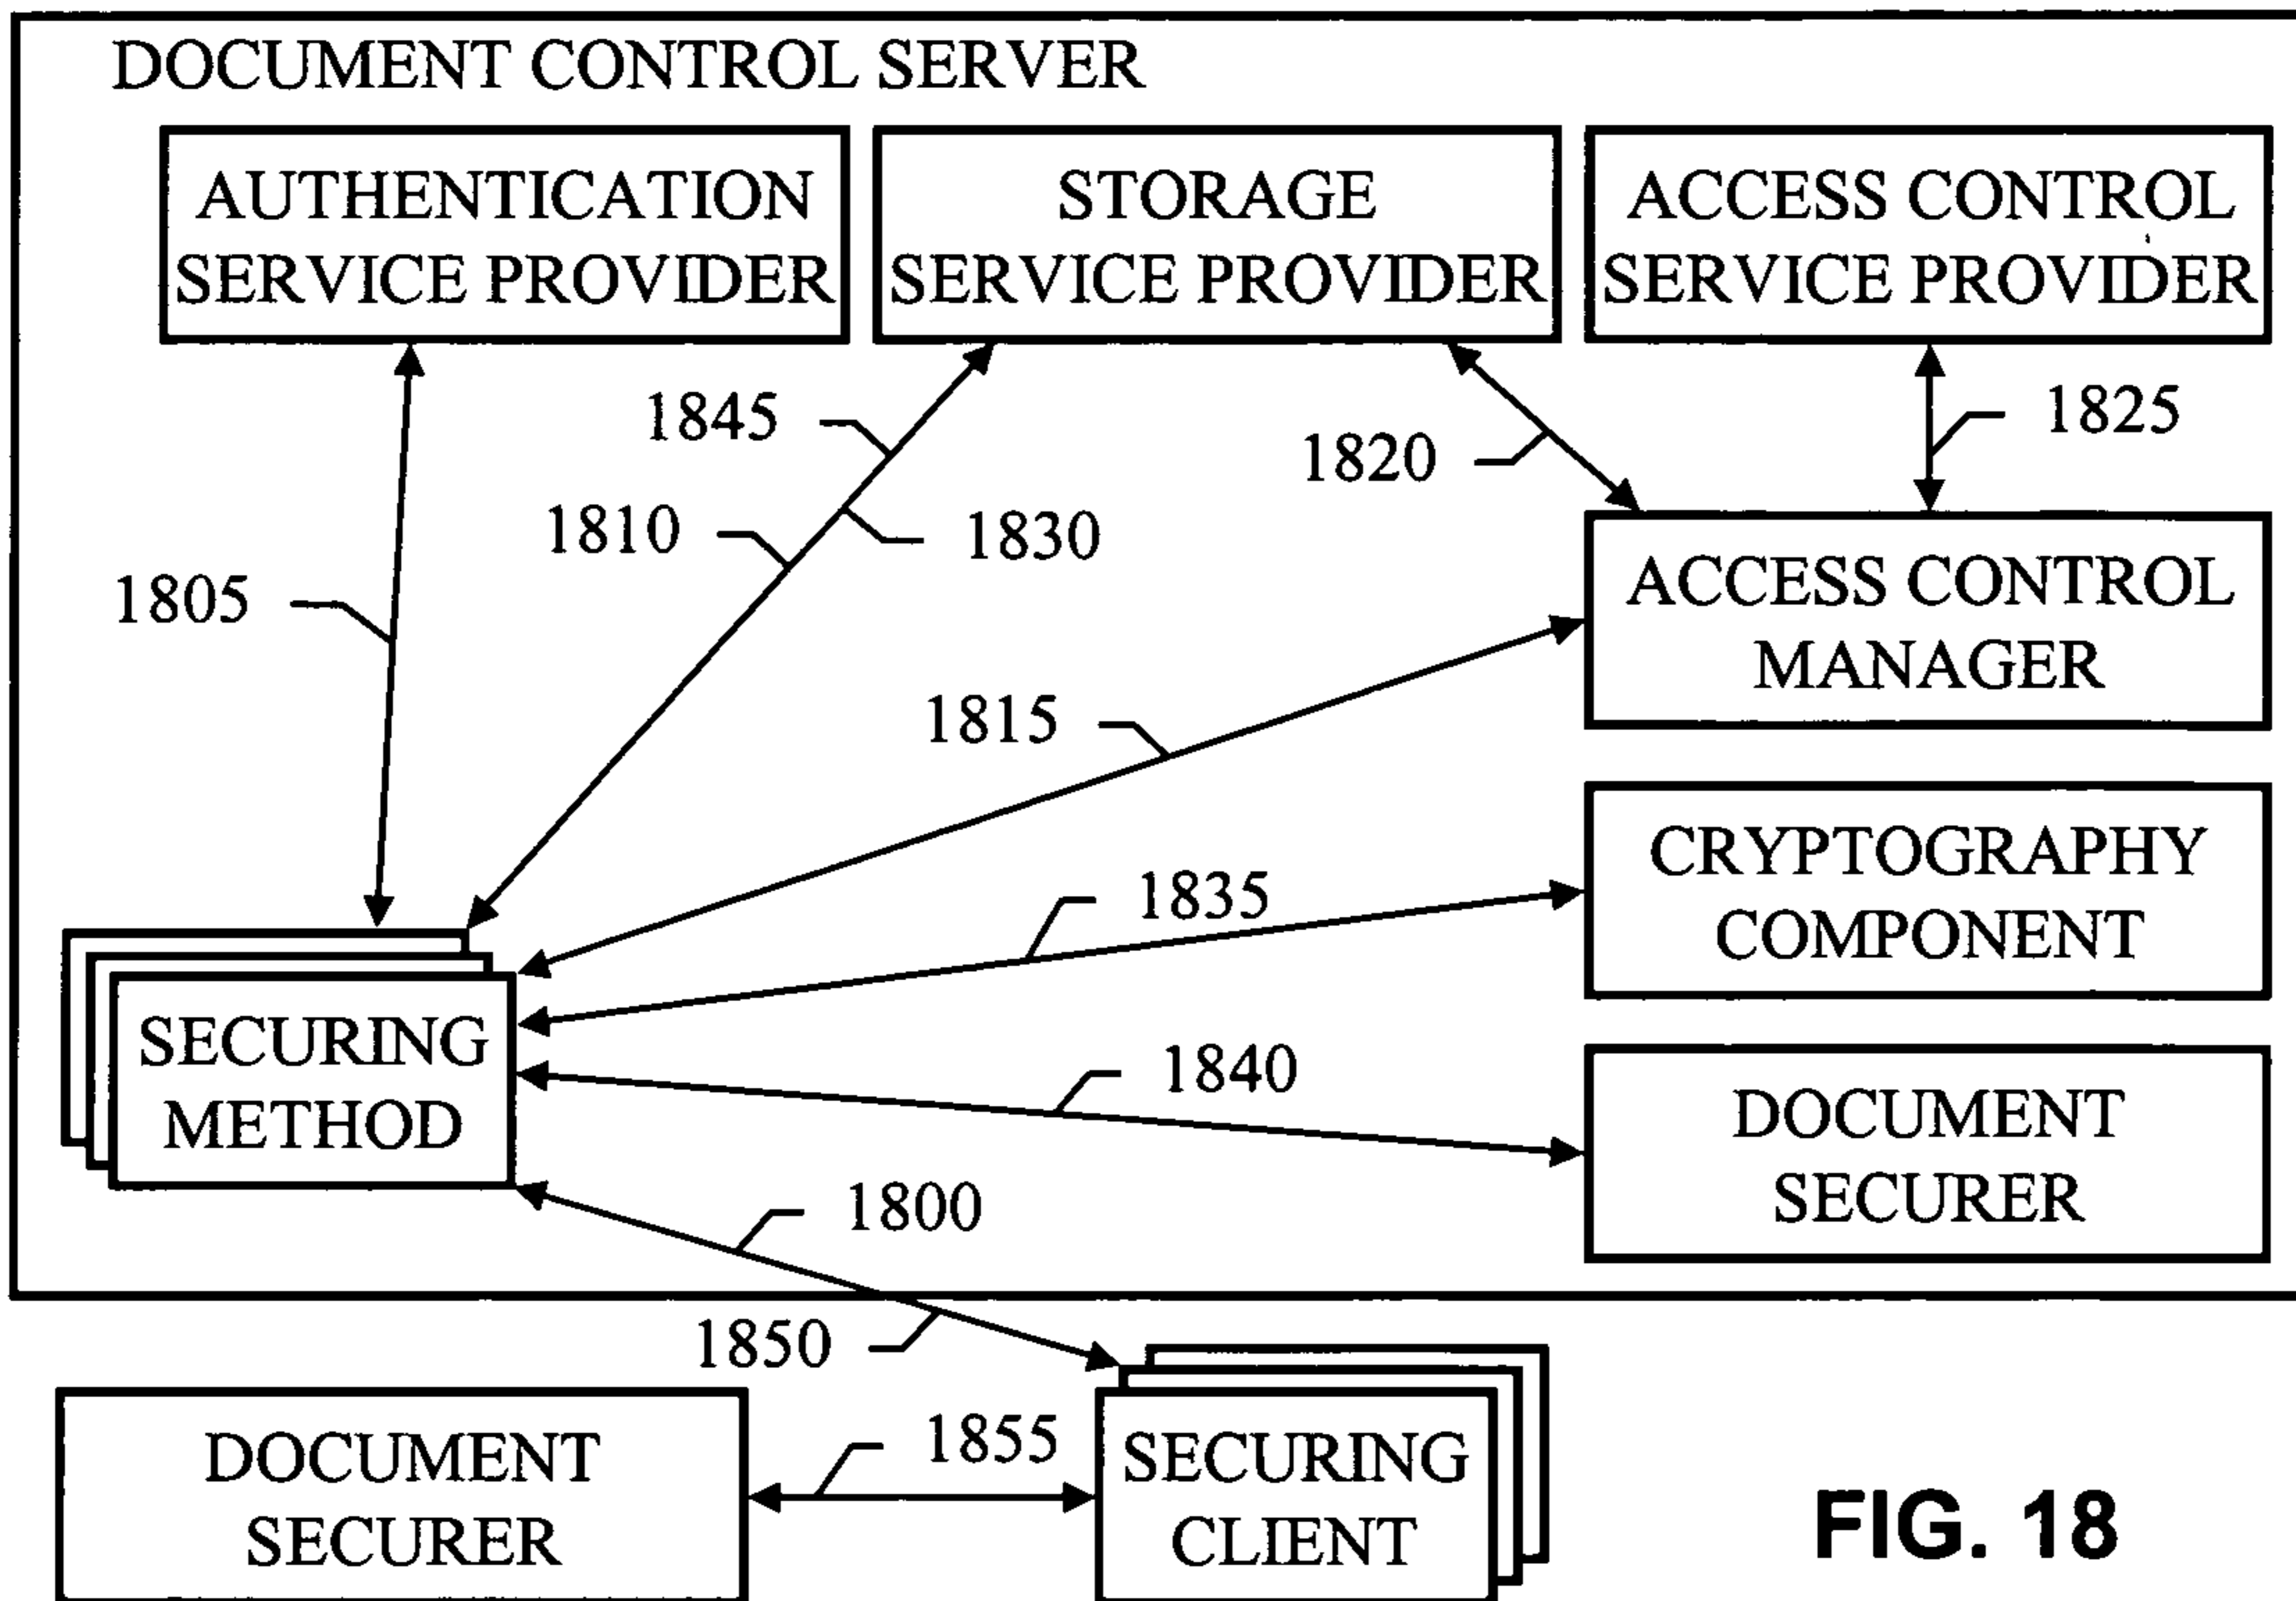 DOCUMENT CONTROL SERVER
AUTHENTICATION
SERVICE PROVIDER
STORAGE
SERVICE PROVIDER
ACCESS CONTROL
SERVICE PROVIDER
1845
1820
1825
1810
1830
1805
ACCESS CONTROL
MANAGER
1815
CRYPTOGRAPHY
COMPONENT
1835
SECURING
METHOD
1840
DOCUMENT
SECURER
1800
1850
DOCUMENT
SECURER
1855
SECURING
CLIENT
FIG. 18